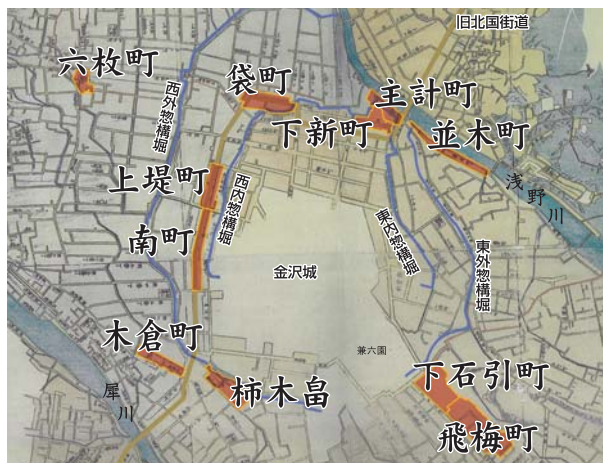 旧北国街道
六枚町
袋町
主計町
下新町
並木町
西外惣構堀
上堤町
西内惣構堀
浅野川
南町
東内惣構堀
東外惣構堀
金沢城
木倉町
兼六園
下石引町
柿木畠
犀川
飛梅町